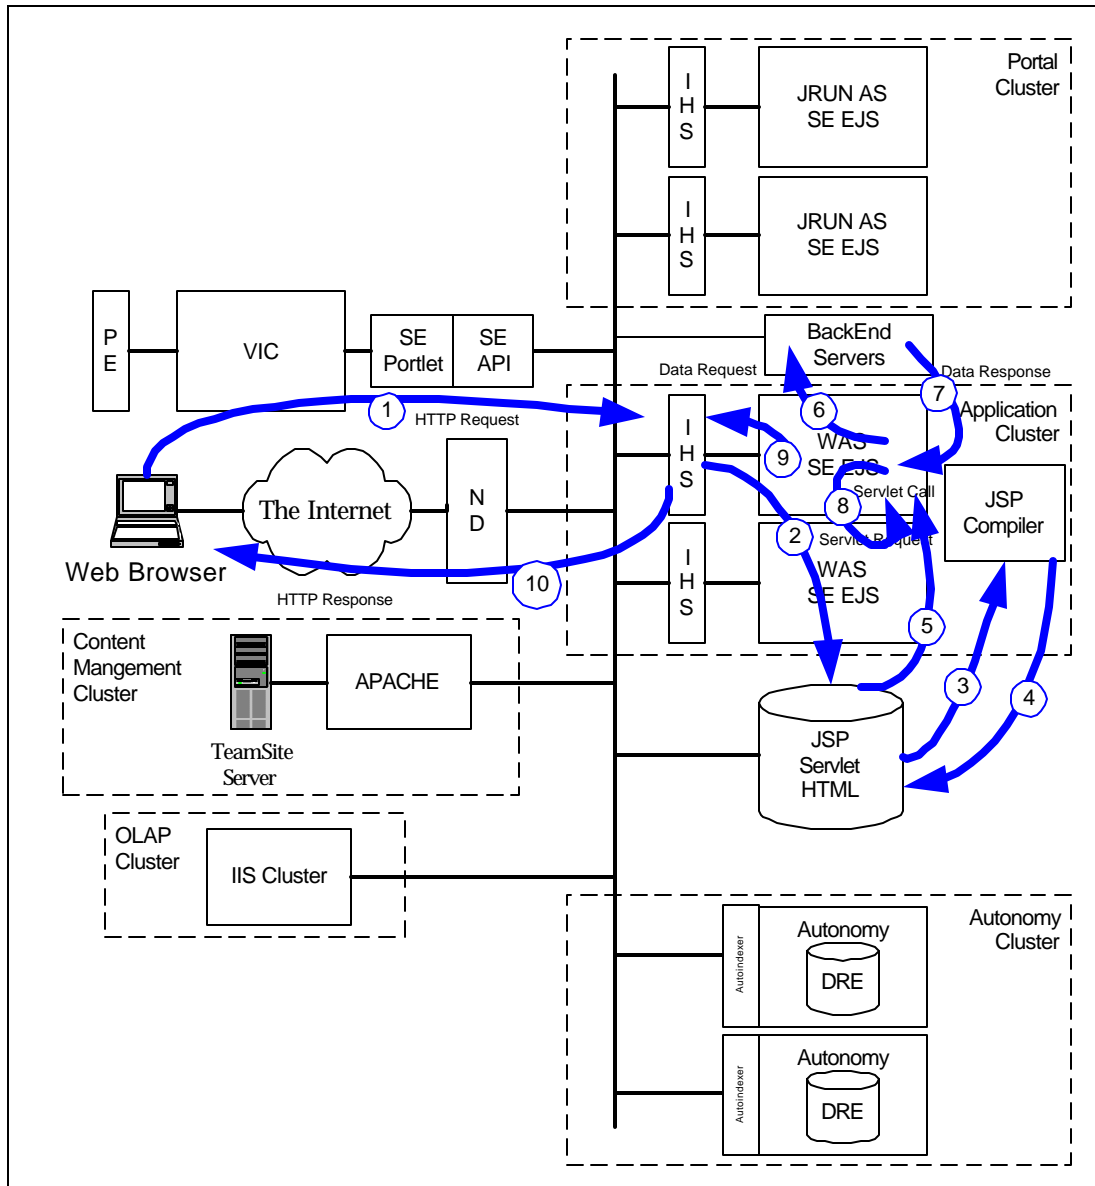 Portal
Cluster
I
H
S
JRUN AS
SE EJS
I
H
S
JRUN AS
SE EJS
P
E
VIC
SE
Portlet
SE
API
BackEnd
Servers
Data Request
Data Response
1
HTTP Request
6
7
Application
Cluster
I
H
S
9
WAS
SE EJS
Servlet Call
8
JSP
Compiler
The Internet
N
D
Web Browser
2
Servlet Request
I
H
S
WAS
SE EJS
10
HTTP Response
5
3
4
Content
Mangement
Cluster
APACHE
TeamSite
Server
JSP
Servlet
HTML
OLAP
Cluster
IIS Cluster
Autonomy
Cluster
Autoindexer
Autonomy
DRE
Autoindexer
Autonomy
DRE